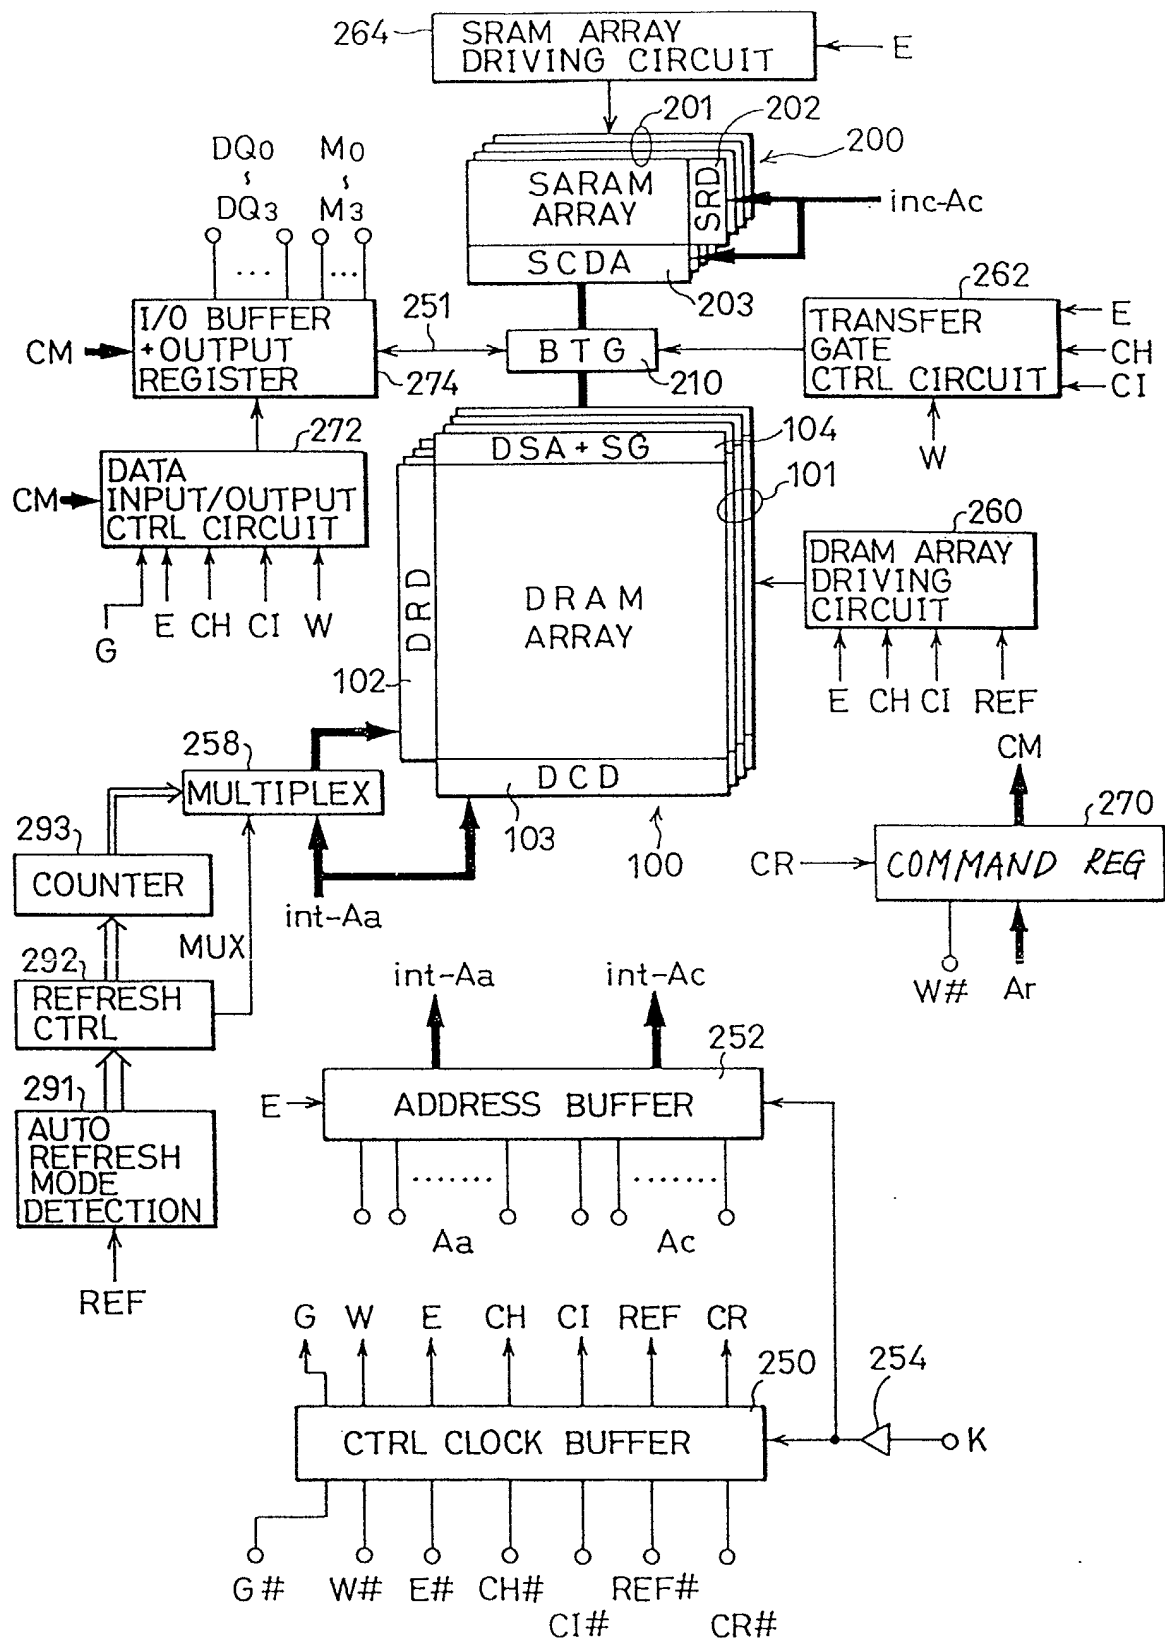 264
SRAM ARRAY
DRIVING CIRCUIT
E
201
202
200
DQ0
~
DQ3
M0
~
M3
SARAM
ARRAY
SRD
inc-Ac
SCDA
203
...
...
I/O BUFFER
+OUTPUT
REGISTER
CM
251
274
BTG
210
262
TRANSFER
GATE
CTRL CIRCUIT
E
CH
CI
W
272
DATA
INPUT/OUTPUT
CTRL CIRCUIT
CM
G
E
CH
CI
W
DSA+SG
104
101
DRD
102
DRAM
ARRAY
260
DRAM ARRAY
DRIVING
CIRCUIT
E
CH
CI
REF
DCD
103
100
258
MULTIPLEX
int-Aa
293
COUNTER
MUX
292
REFRESH
CTRL
291
AUTO
REFRESH
MODE
DETECTION
REF
CM
270
CR
COMMAND REG
W#
Ar
int-Aa
int-Ac
252
E
ADDRESS BUFFER
........
........
Aa
Ac
G
W
E
CH
CI
REF
CR
250
254
CTRL CLOCK BUFFER
K
G#
W#
E#
CH#
CI#
REF#
CR#